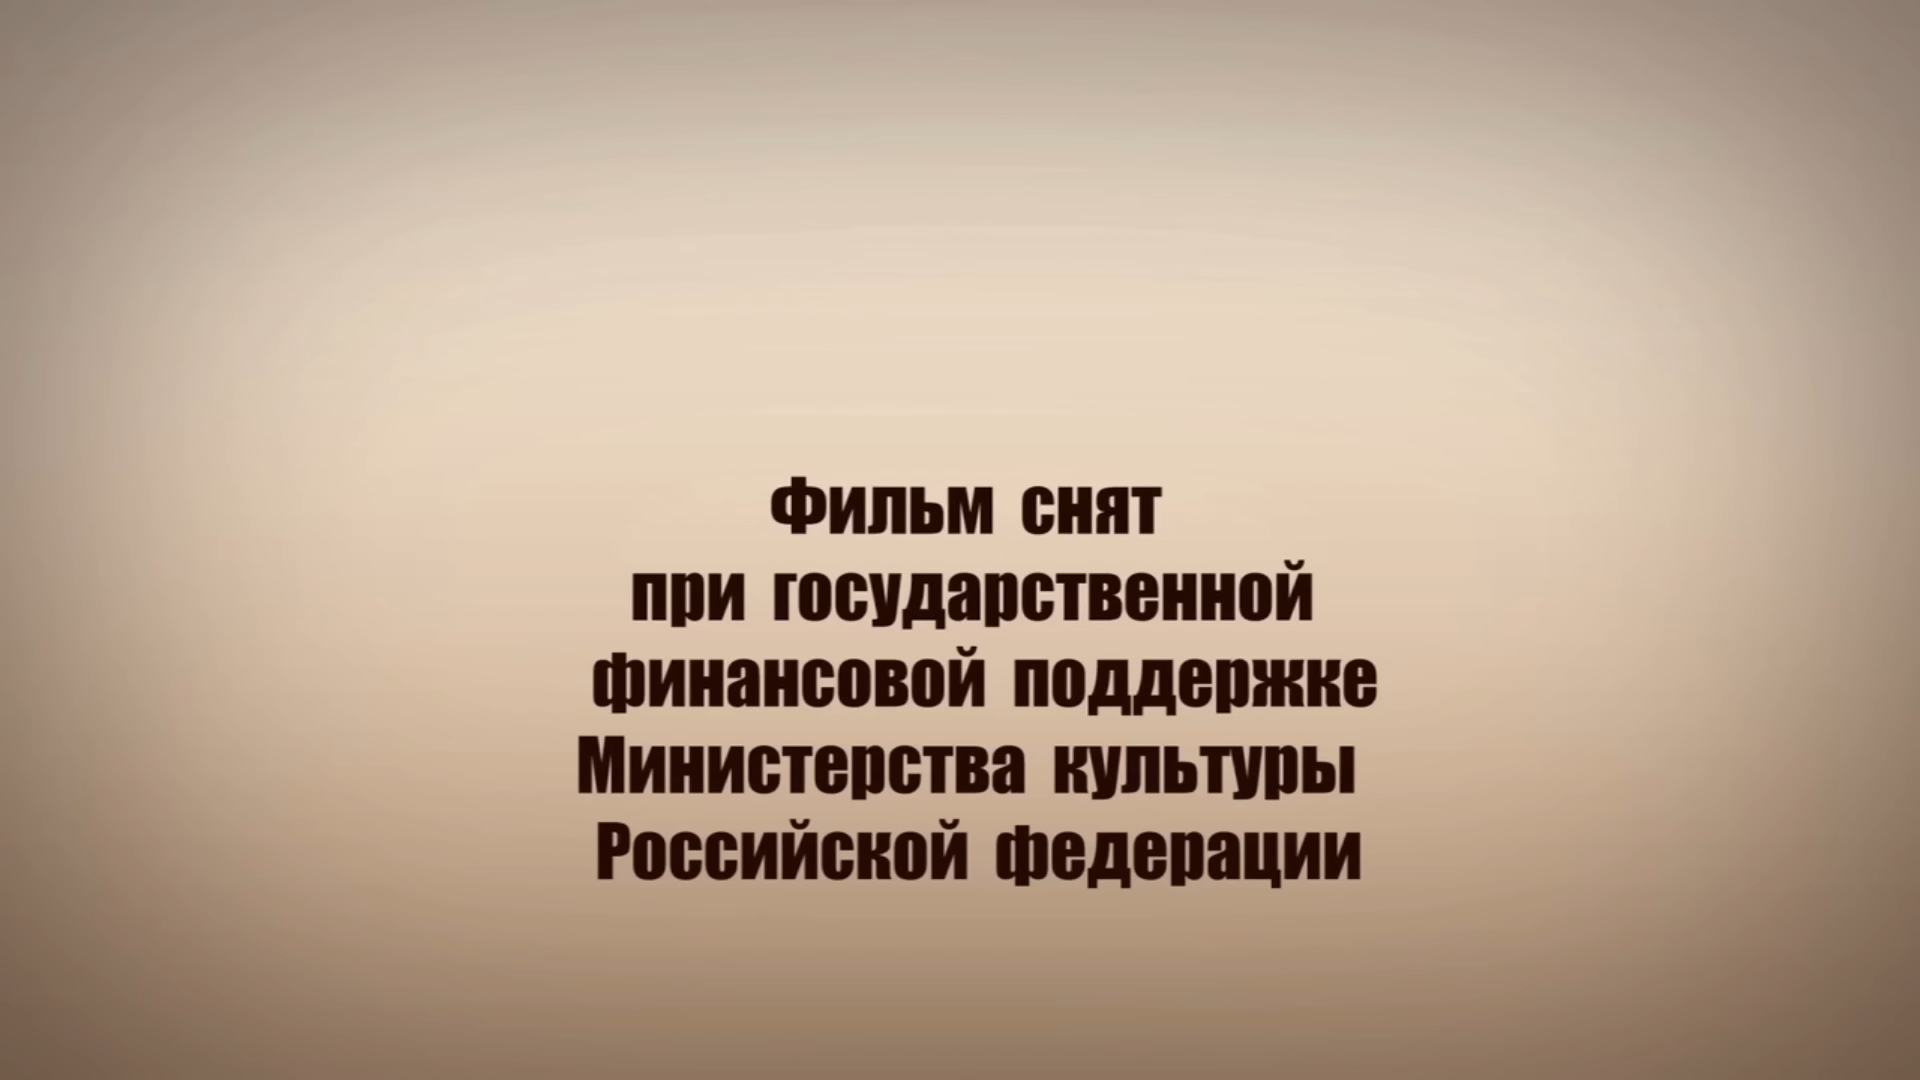 Фильм снят
при государственной
финансовой поддержке
Министерства культуры
Российской федерации